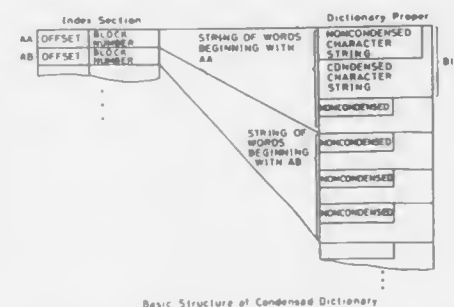 Index Section
Dictionary Proper
AA
OFFSET
BLOCK
NUMBER
AB
OFFSET
BLOCK
NUMBER
STRING OF WORDS
BEGINNING WITH
AA
STRING OF
WORDS
BEGINNING
WITH AB
NONCONDENSED
CHARACTER
STRING
CONDENSED
CHARACTER
STRING
NONCONDENSED
NONCONDENSED
NONCONDENSED
NONCONDENSED
Basic Structure of Condensed Dictionary